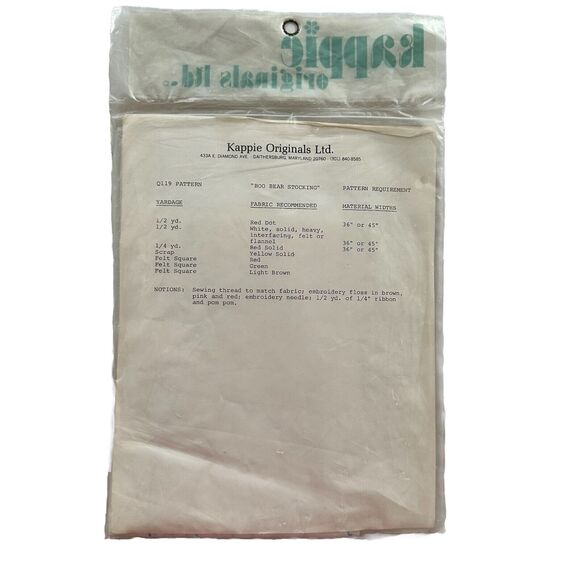 kappie
originals ltd.
Kappie Originals Ltd.
433A E. DIAMOND AVE. · GAITHERSBURG, MARYLAND 20760 · (301) 840-8585
Q119 PATTERN "BOO BEAR STOCKING" PATTERN REQUIREMENT
YARDAGE FABRIC RECOMMENDED MATERIAL WIDTHS
1/2 yd. Red Dot 36" or 45"
1/2 yd. White, solid, heavy,
interfacing, felt or
flannel 36" or 45"
1/4 yd. Red Solid 36" or 45"
Scrap Yellow Solid
Felt Square Red
Felt Square Green
Felt Square Light Brown
NOTIONS: Sewing thread to match fabric; embroidery floss in brown,
pink and red; embroidery needle; 1/2 yd. of 1/4" ribbon
and pom pom.